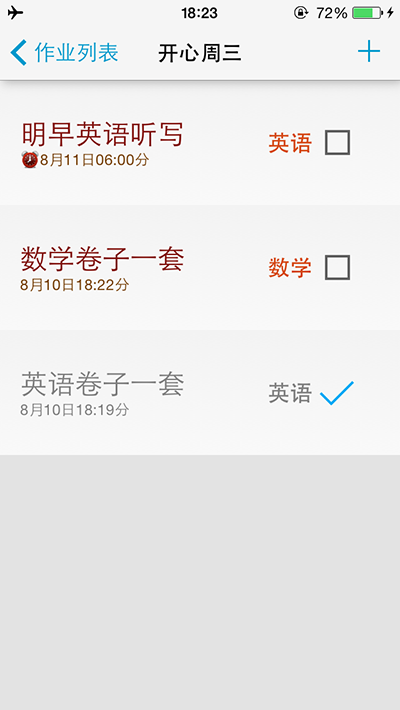 18:23 72%
作业列表 开心周三 +
明早英语听写
8月11日06:00分
英语
数学卷子一套
8月10日18:22分
数学
英语卷子一套
8月10日18:19分
英语